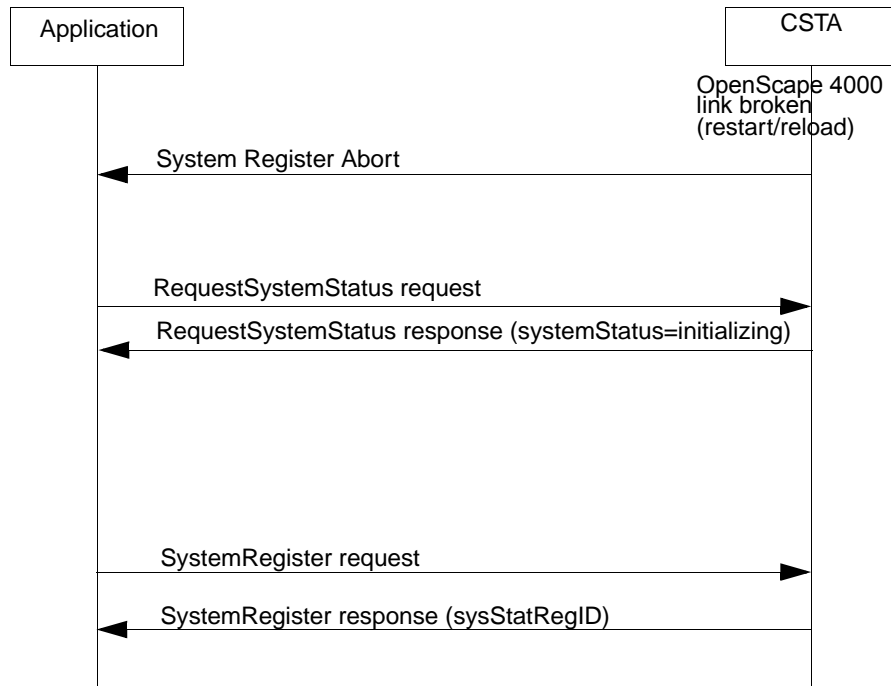 Application
CSTA
OpenScape 4000
link broken
(restart/reload)
System Register Abort
RequestSystemStatus request
RequestSystemStatus response (systemStatus=initializing)
SystemRegister request
SystemRegister response (sysStatRegID)